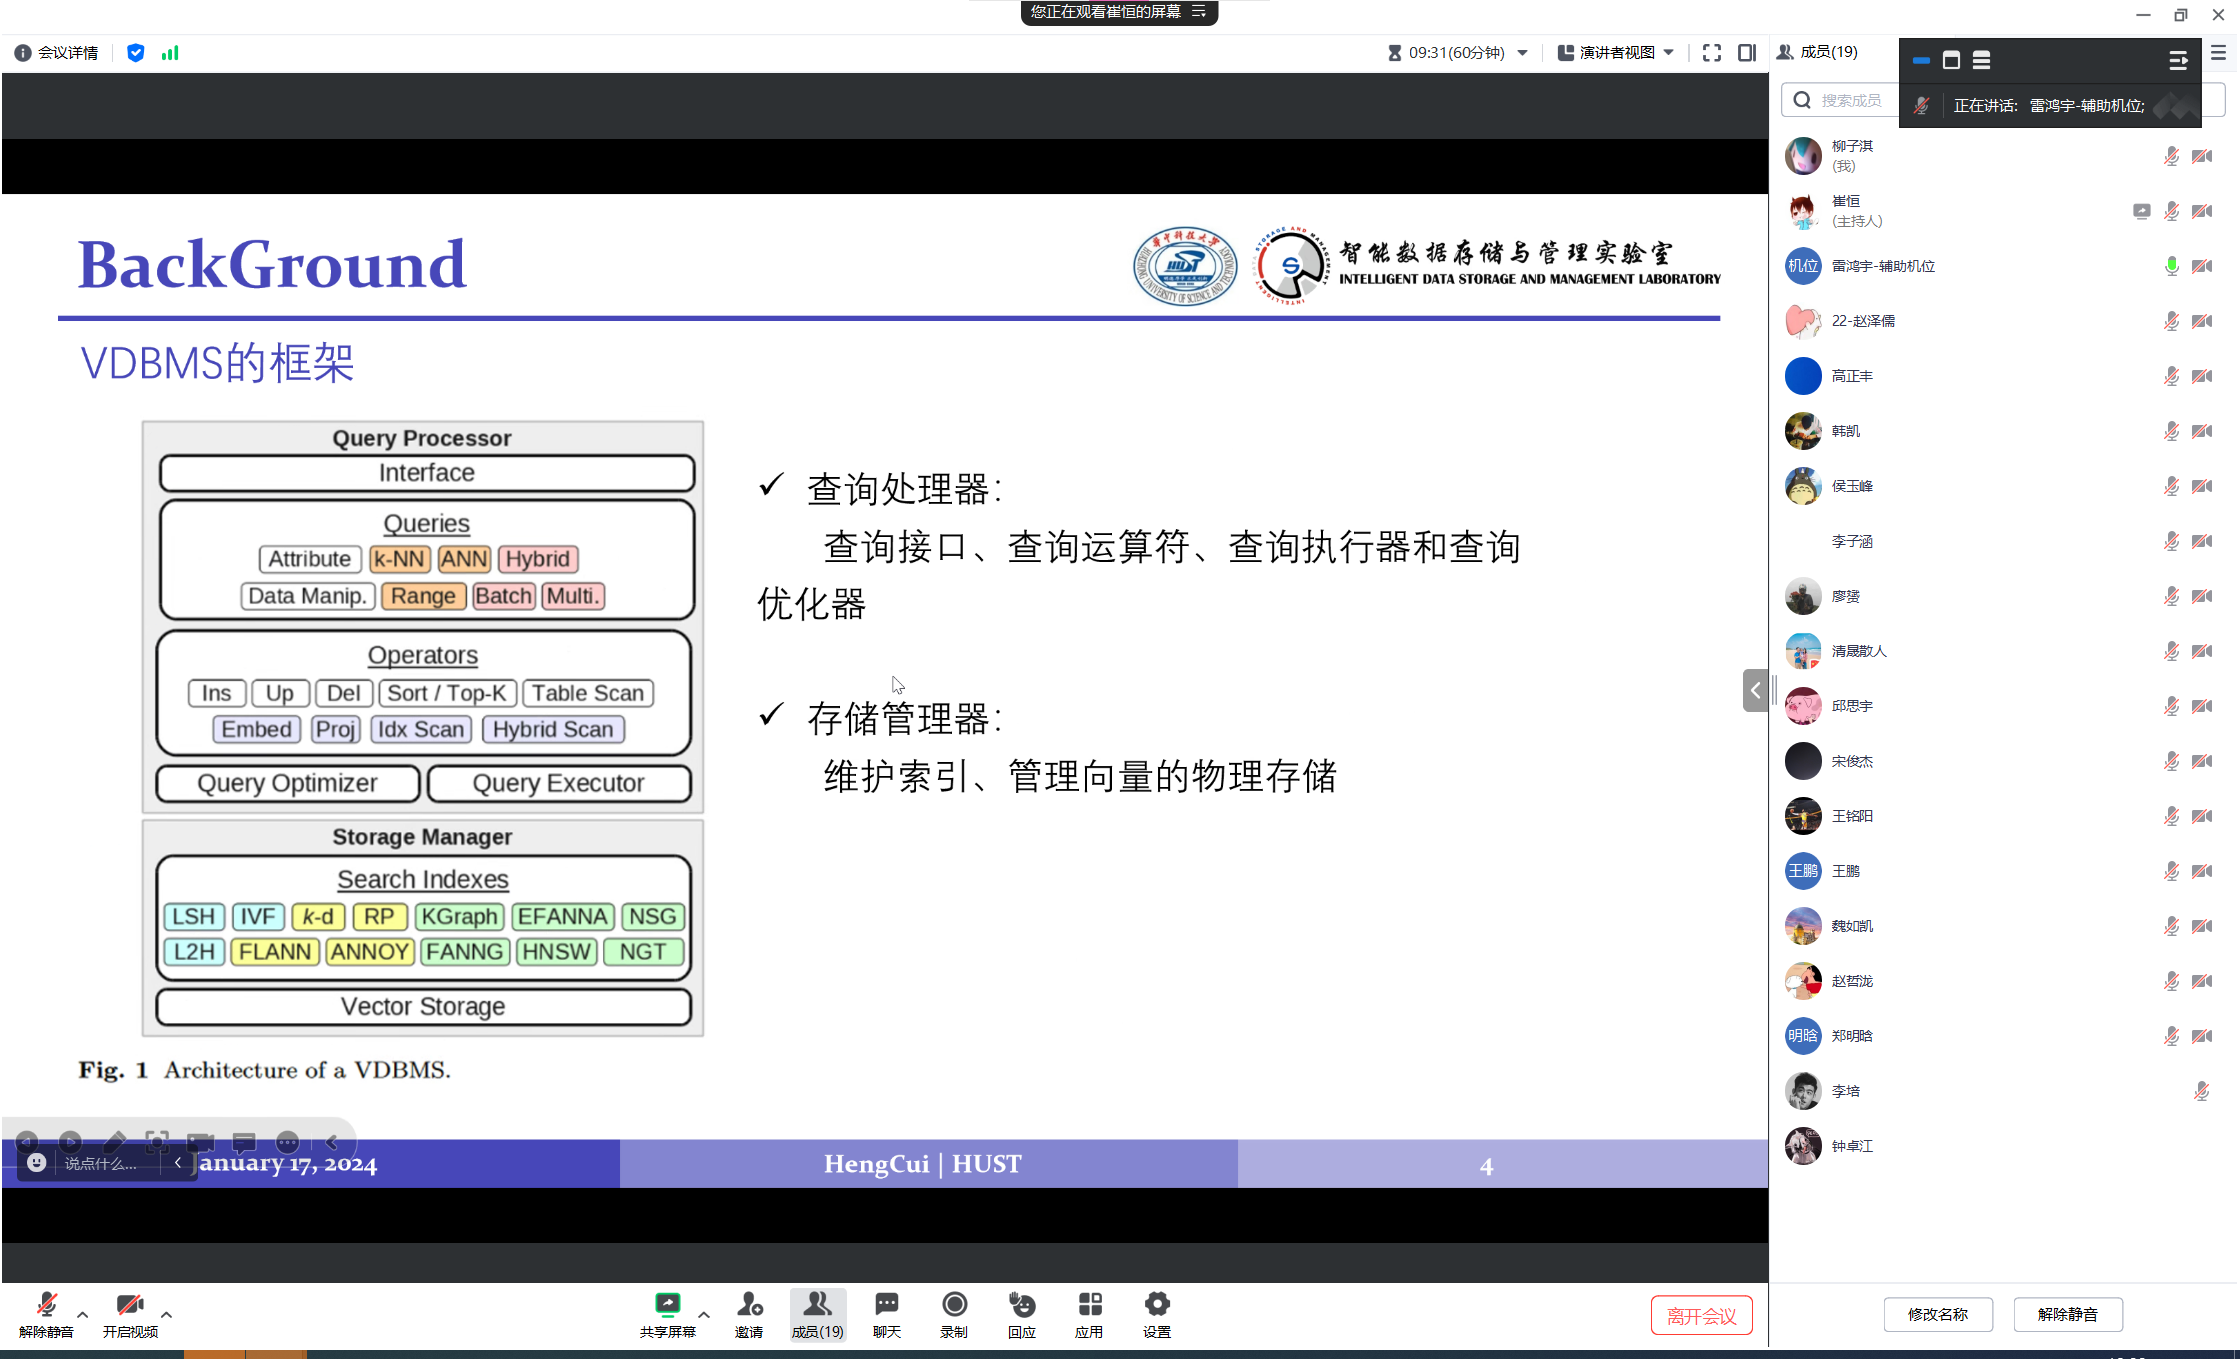 您正在观看崔恒的屏幕
会议详情
09:31(60分钟)
演讲者视图
成员(19)
搜索成员
正在讲话: 雷鸿宇-辅助机位;
BackGround
智能数据存储与管理实验室
INTELLIGENT DATA STORAGE AND MANAGEMENT LABORATORY
VDBMS的框架
Query Processor
Interface
Queries
Attribute k-NN ANN Hybrid
Data Manip. Range Batch Multi.
Operators
Ins Up Del Sort / Top-K Table Scan
Embed Proj Idx Scan Hybrid Scan
Query Optimizer Query Executor
Storage Manager
Search Indexes
LSH IVF k-d RP KGraph EFANNA NSG
L2H FLANN ANNOY FANNG HNSW NGT
Vector Storage
Fig. 1 Architecture of a VDBMS.
✓ 查询处理器：
查询接口、查询运算符、查询执行器和查询
优化器
✓ 存储管理器：
维护索引、管理向量的物理存储
说点什么...
January 17, 2024
HengCui | HUST
4
柳子淇
(我)
崔恒
(主持人)
机位 雷鸿宇-辅助机位
22-赵泽儒
高正丰
韩凯
侯玉峰
李子涵
廖赟
清晟散人
邱思宇
宋俊杰
王铭阳
王鹏 王鹏
魏如凯
赵哲泷
明晗 郑明晗
李培
钟卓江
解除静音
开启视频
共享屏幕
邀请
成员(19)
聊天
录制
回应
应用
设置
离开会议
修改名称
解除静音